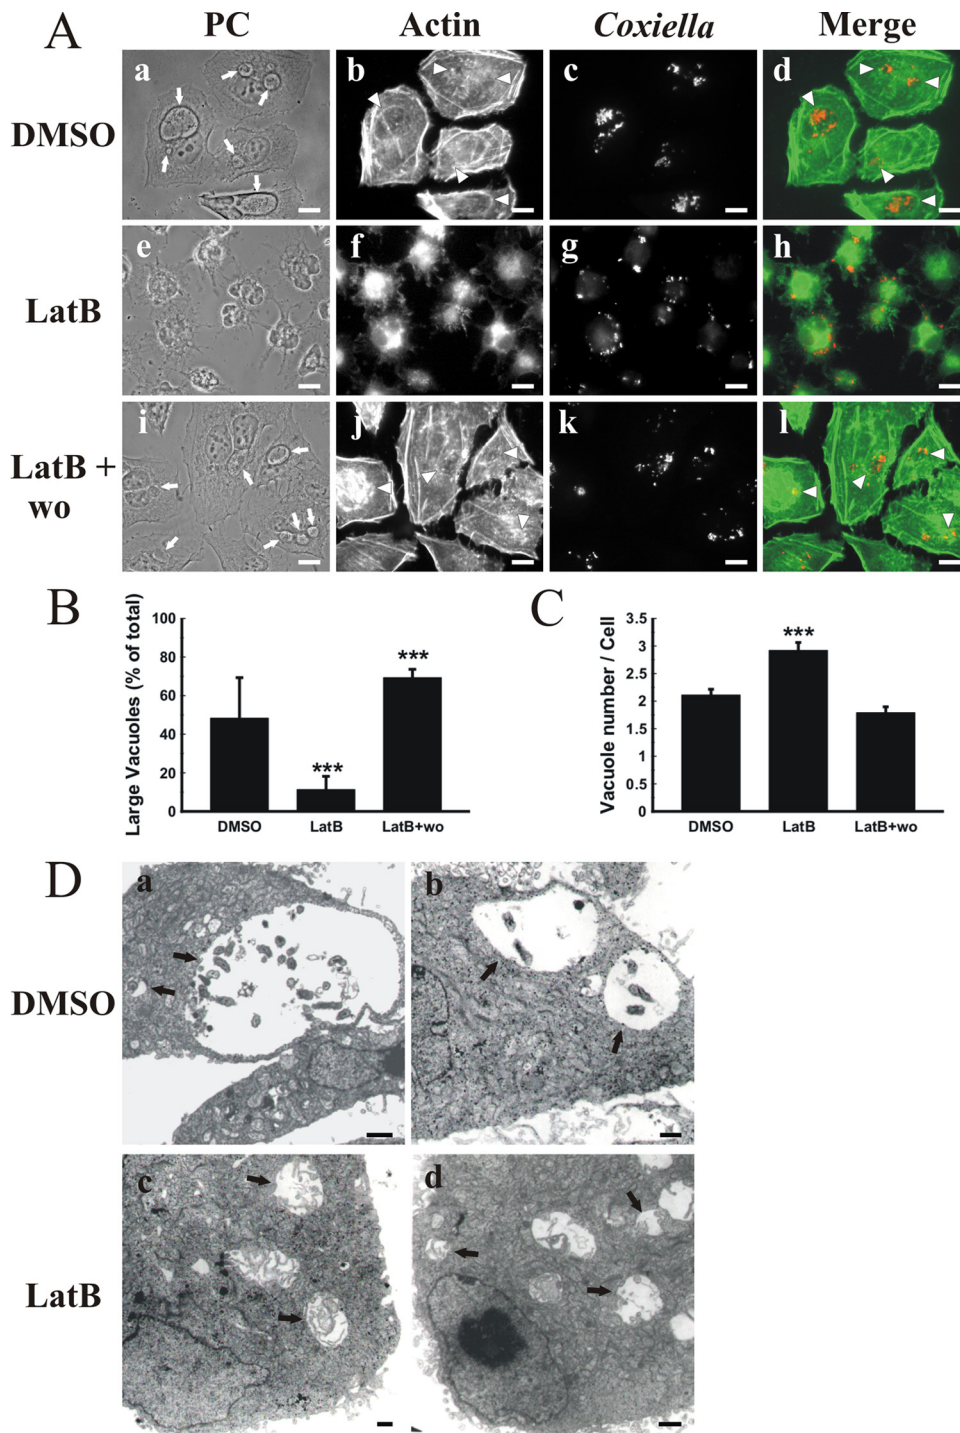 A
PC Actin Coxiella Merge
DMSO
a b c d
LatB
e f g h
LatB +
wo
i j k l
B
Large Vacuoles (% of total)
100
80
60
40
20
0
***
***
DMSO LatB LatB+wo
C
Vacuole number / Cell
3.5
3
2.5
2
1.5
1
0.5
0
***
DMSO LatB LatB+wo
D
DMSO
a b
LatB
c d